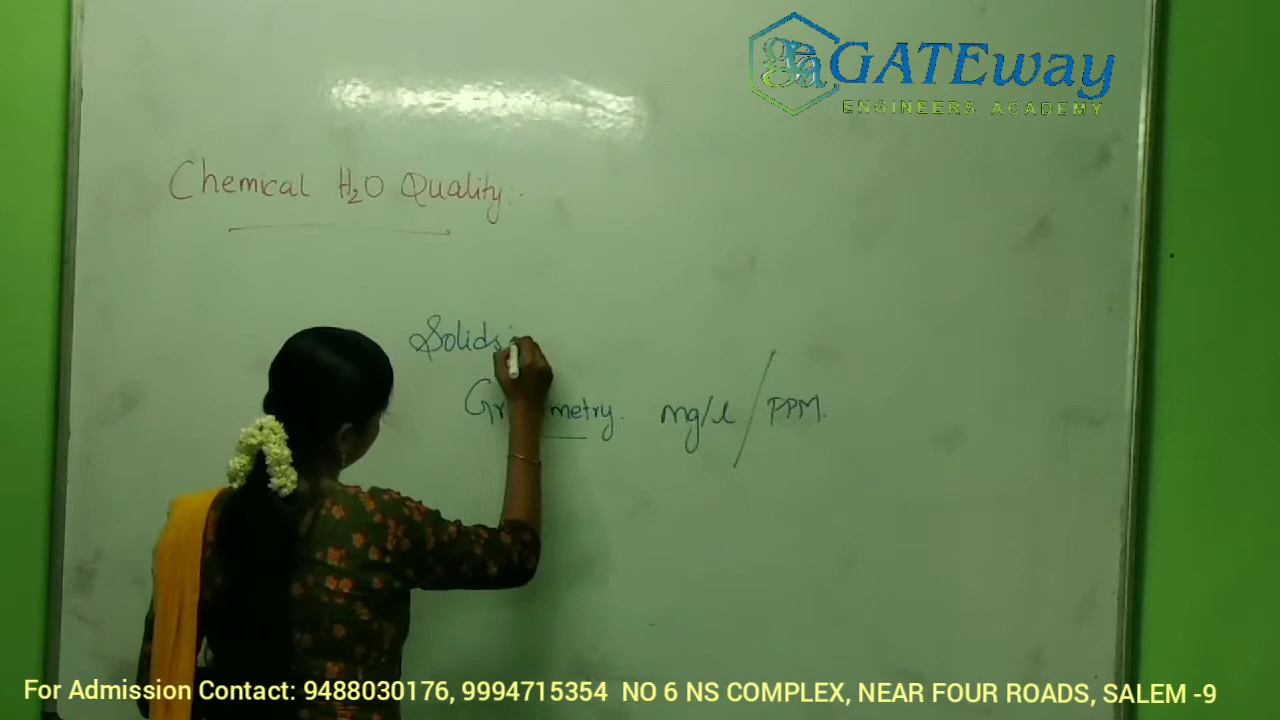 GATEway
ENGINEERS ACADEMY
Chemical H2O Quality:-
Solids
metry. mg/l / PPM.
For Admission Contact: 9488030176, 9994715354 NO 6 NS COMPLEX, NEAR FOUR ROADS, SALEM -9